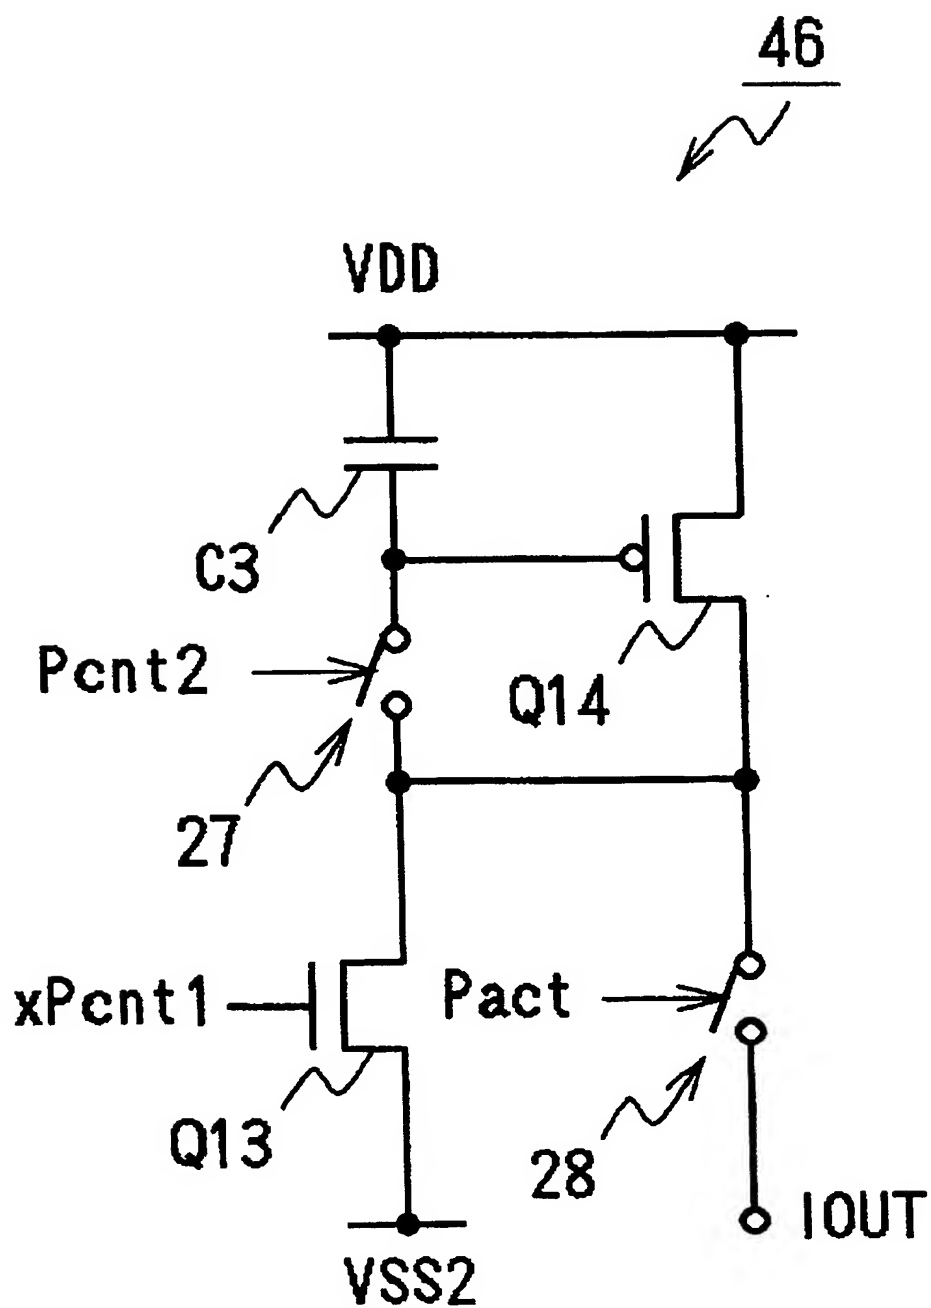 46
VDD
C3
Pcnt2
Q14
27
xPcnt1
Pact
Q13
28
IOUT
VSS2